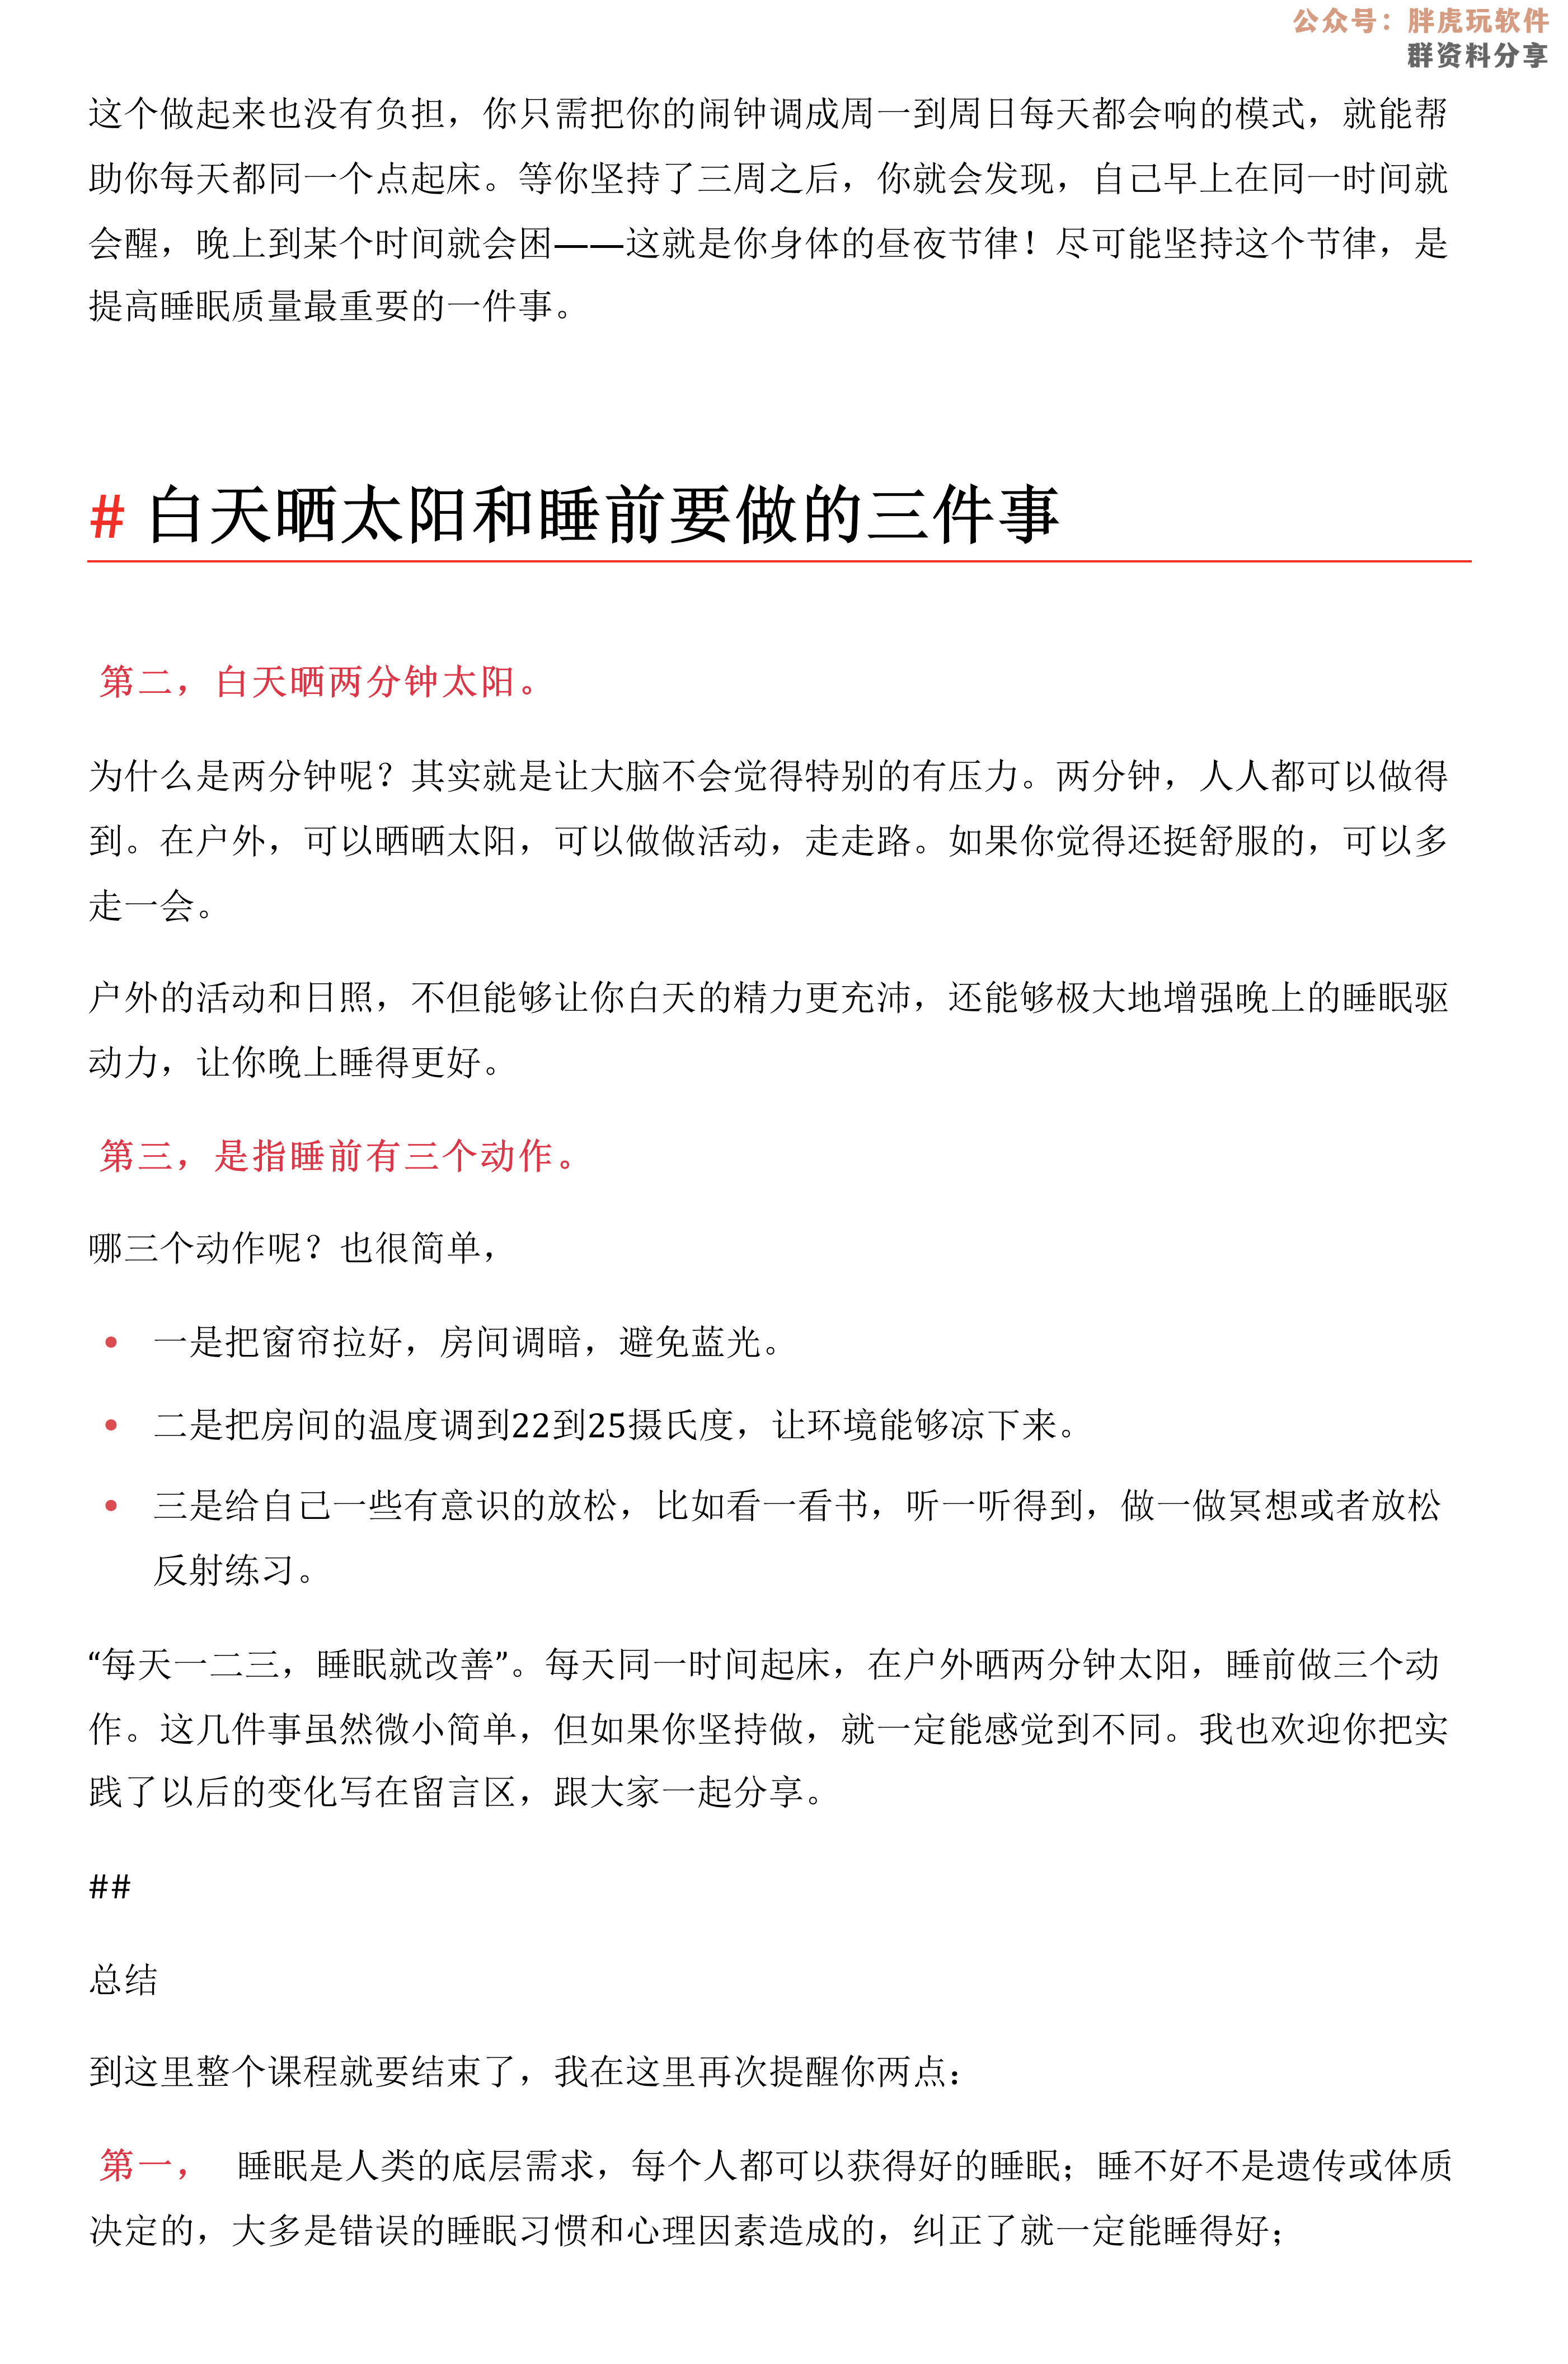 公众号：胖虎玩软件
群资料分享
这个做起来也没有负担，你只需把你的闹钟调成周一到周日每天都会响的模式，就能帮
助你每天都同一个点起床。等你坚持了三周之后，你就会发现，自己早上在同一时间就
会醒，晚上到某个时间就会困——这就是你身体的昼夜节律！尽可能坚持这个节律，是
提高睡眠质量最重要的一件事。
# 白天晒太阳和睡前要做的三件事
第二，白天晒两分钟太阳。
为什么是两分钟呢？其实就是让大脑不会觉得特别的有压力。两分钟，人人都可以做得
到。在户外，可以晒晒太阳，可以做做活动，走走路。如果你觉得还挺舒服的，可以多
走一会。
户外的活动和日照，不但能够让你白天的精力更充沛，还能够极大地增强晚上的睡眠驱
动力，让你晚上睡得更好。
第三，是指睡前有三个动作。
哪三个动作呢？也很简单，
• 一是把窗帘拉好，房间调暗，避免蓝光。
• 二是把房间的温度调到22到25摄氏度，让环境能够凉下来。
• 三是给自己一些有意识的放松，比如看一看书，听一听得到，做一做冥想或者放松
反射练习。
“每天一二三，睡眠就改善”。每天同一时间起床，在户外晒两分钟太阳，睡前做三个动
作。这几件事虽然微小简单，但如果你坚持做，就一定能感觉到不同。我也欢迎你把实
践了以后的变化写在留言区，跟大家一起分享。
##
总结
到这里整个课程就要结束了，我在这里再次提醒你两点：
第一， 睡眠是人类的底层需求，每个人都可以获得好的睡眠；睡不好不是遗传或体质
决定的，大多是错误的睡眠习惯和心理因素造成的，纠正了就一定能睡得好；